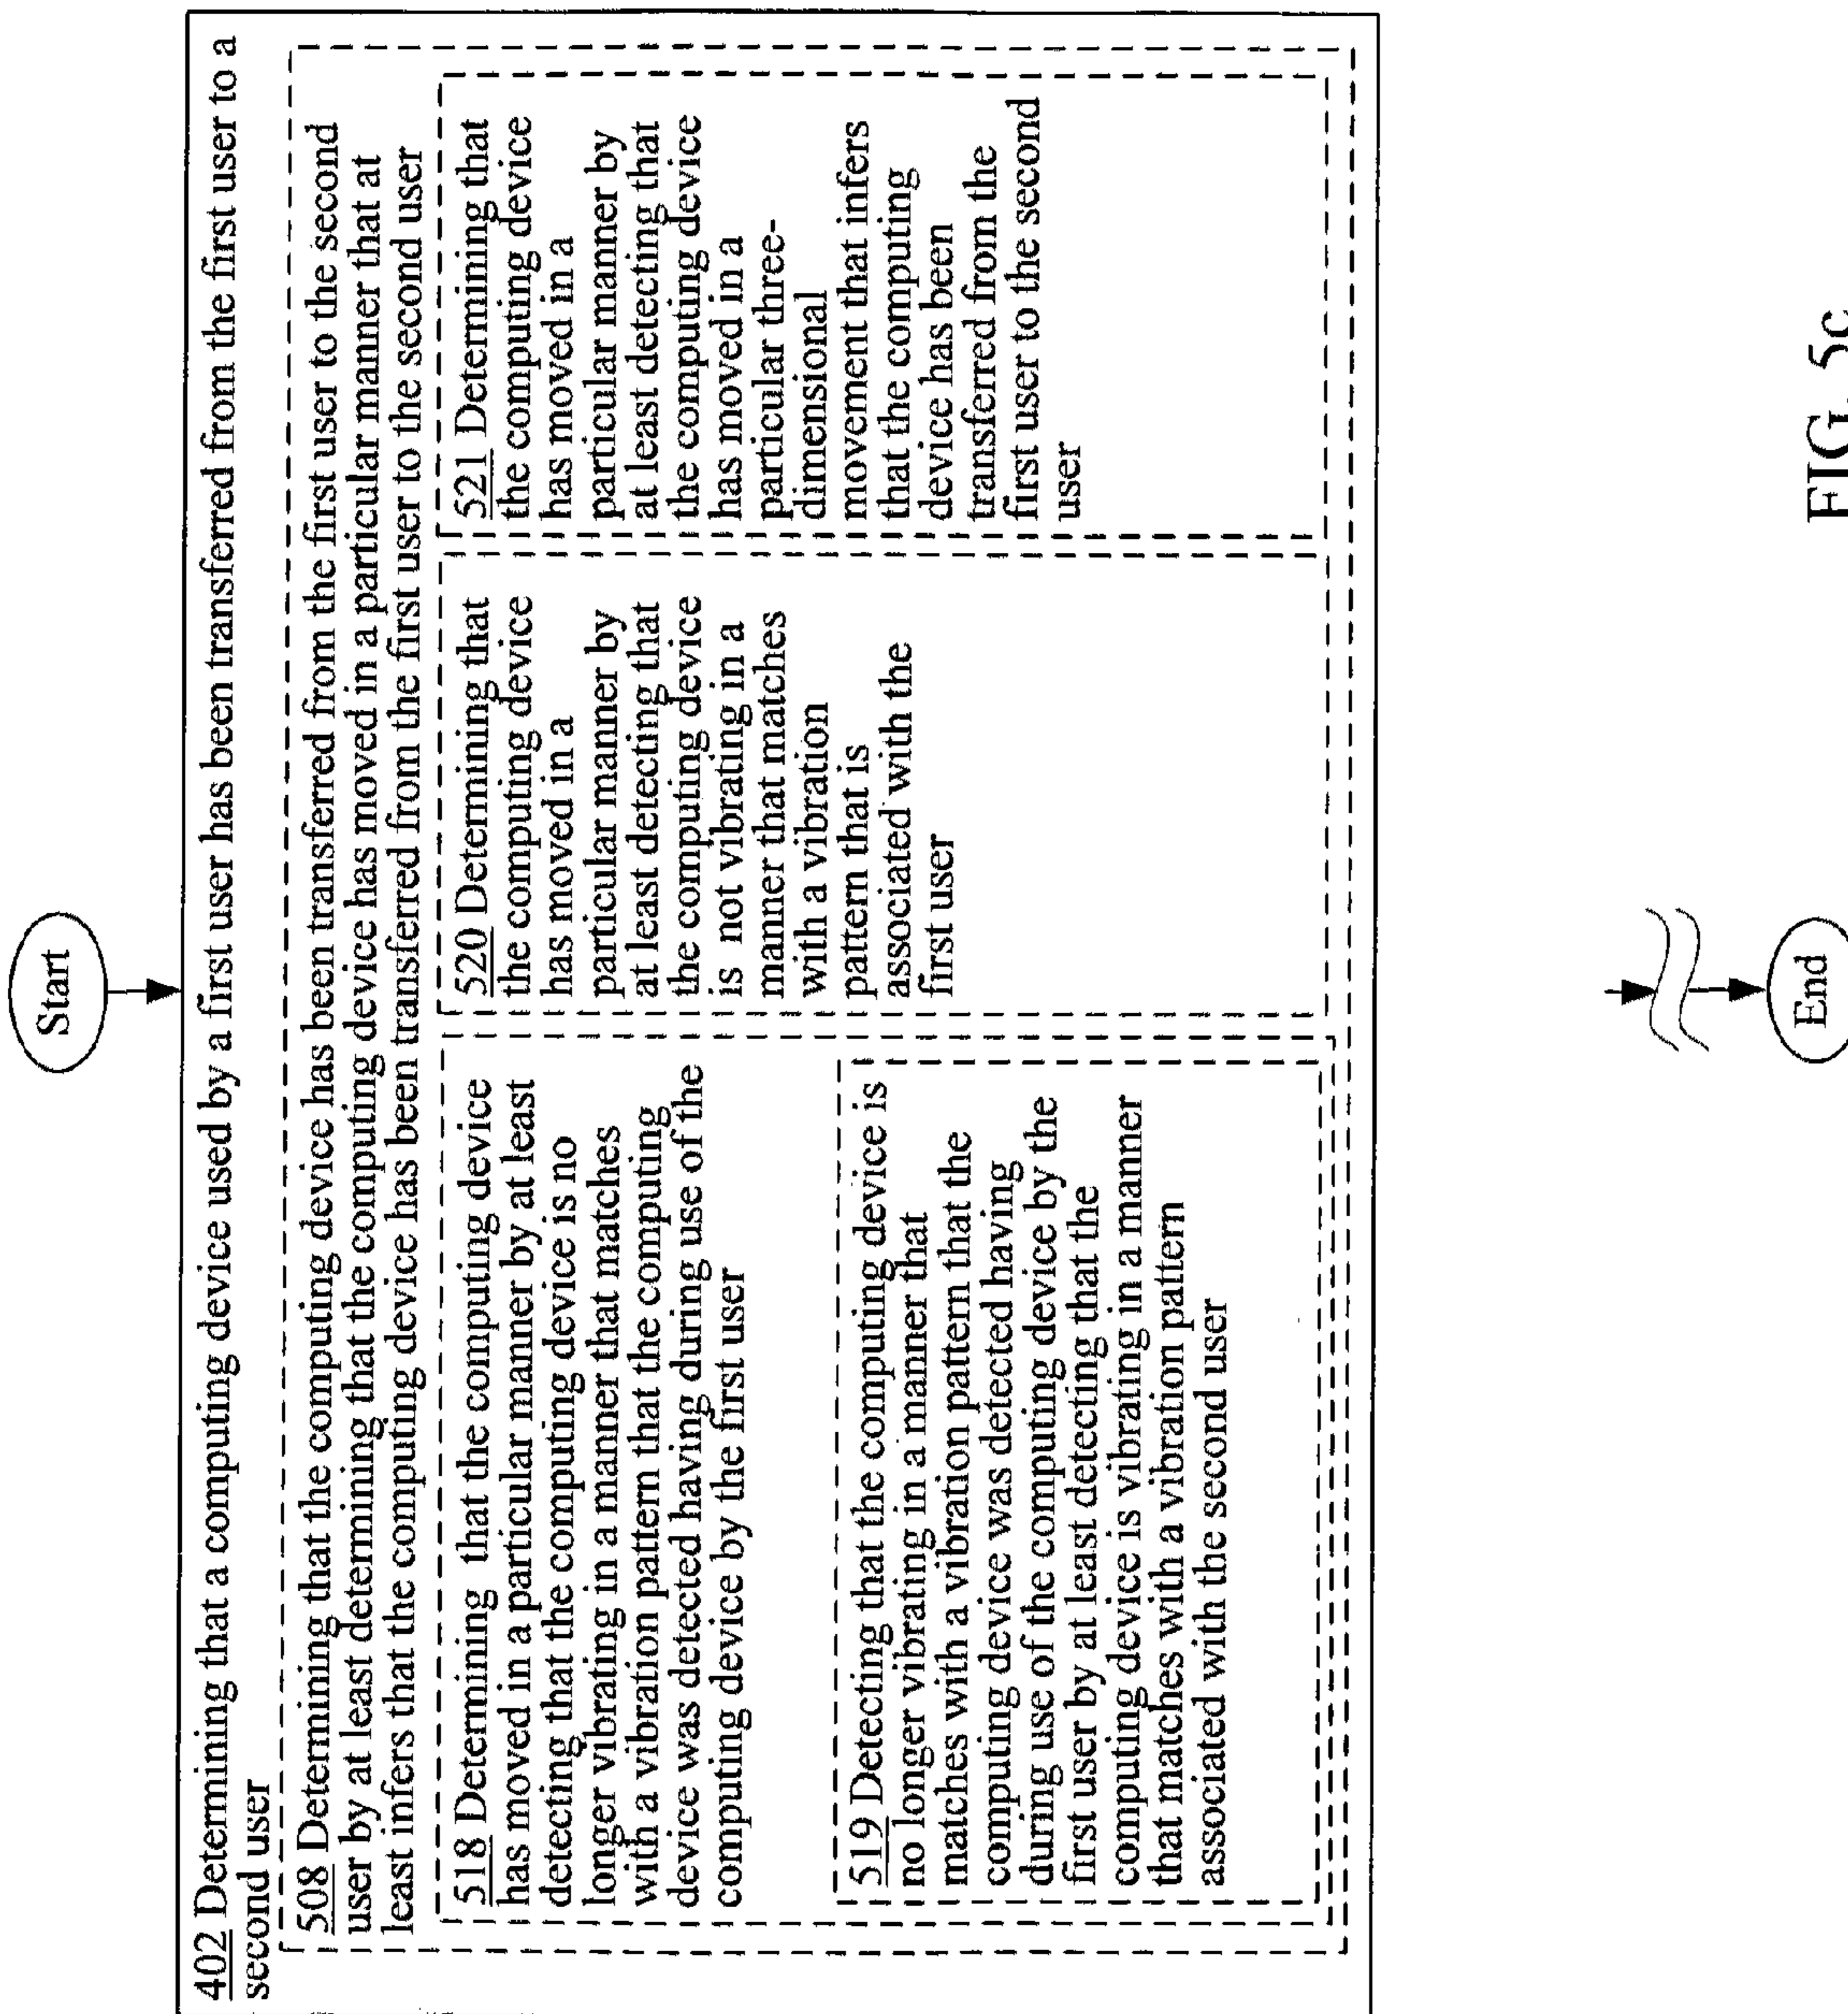 Start
402 Determining that a computing device used by a first user has been transferred from the first user to a
second user
508 Determining that the computing device has been transferred from the first user to the second
user by at least determining that the computing device has moved in a particular manner that at
least infers that the computing device has been transferred from the first user to the second user
518 Determining that the computing device
has moved in a particular manner by at least
detecting that the computing device is no
longer vibrating in a manner that matches
with a vibration pattern that the computing
device was detected having during use of the
computing device by the first user
519 Detecting that the computing device is
no longer vibrating in a manner that
matches with a vibration pattern that the
computing device was detected having
during use of the computing device by the
first user by at least detecting that the
computing device is vibrating in a manner
that matches with a vibration pattern
associated with the second user
520 Determining that
the computing device
has moved in a
particular manner by
at least detecting that
the computing device
is not vibrating in a
manner that matches
with a vibration
pattern that is
associated with the
first user
521 Determining that
the computing device
has moved in a
particular manner by
at least detecting that
the computing device
has moved in a
particular three-
dimensional
movement that infers
that the computing
device has been
transferred from the
first user to the second
user
End
FIG. 5c